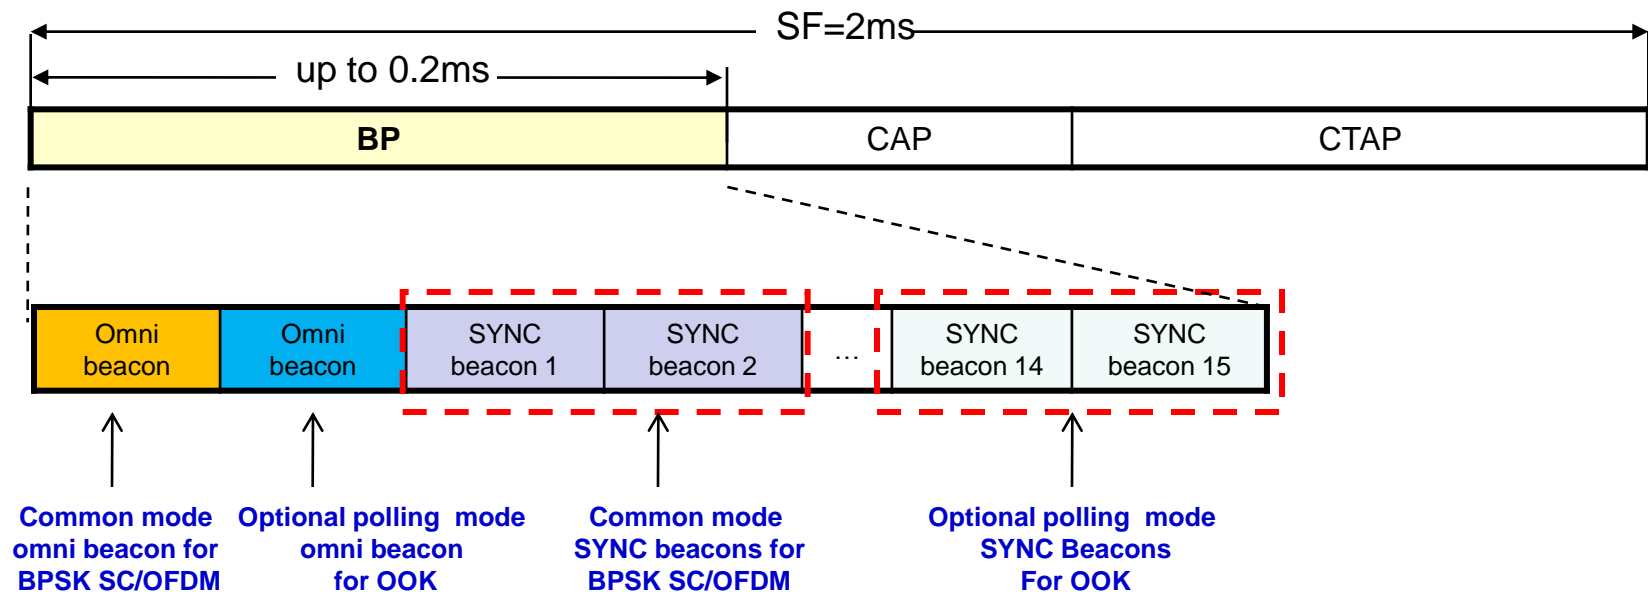 SF=2ms
up to 0.2ms
BP
CAP
CTAP
Omni
beacon
Omni
beacon
SYNC
beacon 1
SYNC
beacon 2
...
SYNC
beacon 14
SYNC
beacon 15
Common mode
omni beacon for
BPSK SC/OFDM
Optional polling mode
omni beacon
for OOK
Common mode
SYNC beacons for
BPSK SC/OFDM
Optional polling mode
SYNC Beacons
For OOK